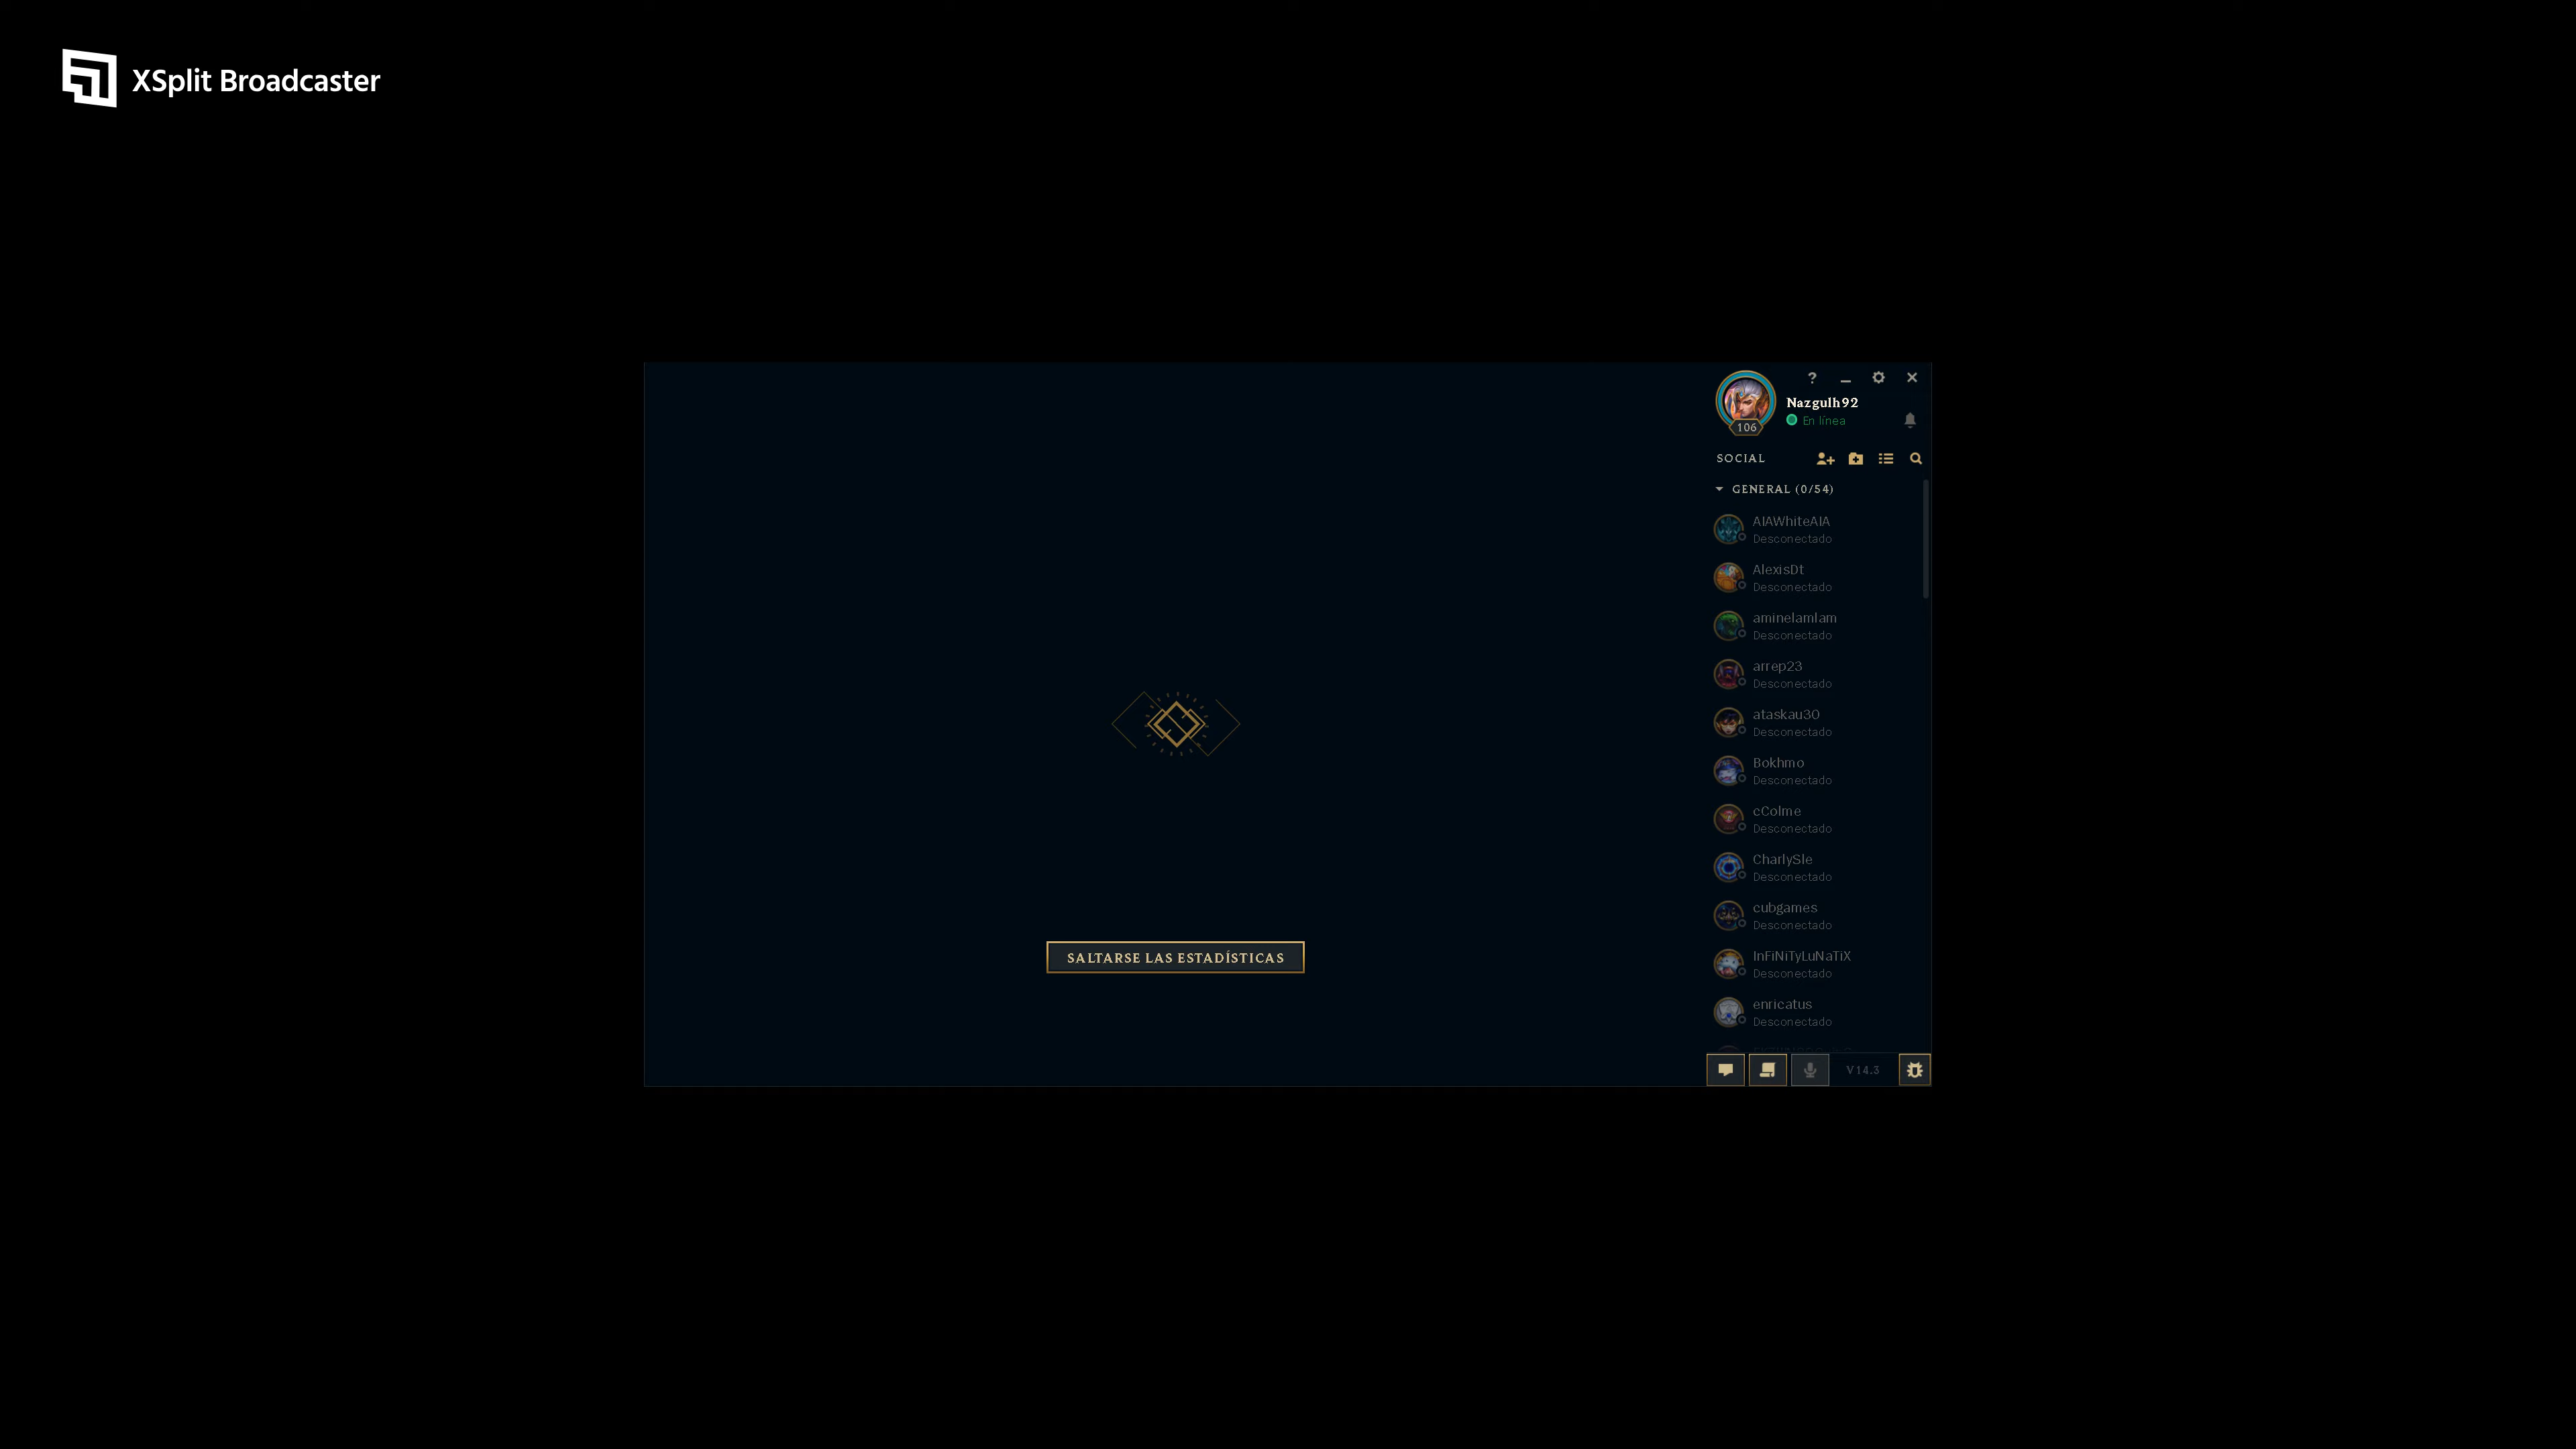 XSplit Broadcaster
?
Nazgulh92
106
En línea
SOCIAL
GENERAL (0/54)
AlAWhiteAlA
Desconectado
AlexisDt
Desconectado
aminelamlam
Desconectado
arrep23
Desconectado
ataskau30
Desconectado
Bokhmo
Desconectado
cColme
Desconectado
CharlySle
Desconectado
cubgames
Desconectado
InFiNiTyLuNaTiX
Desconectado
enricatus
Desconectado
SALTARSE LAS ESTADÍSTICAS
V14.3